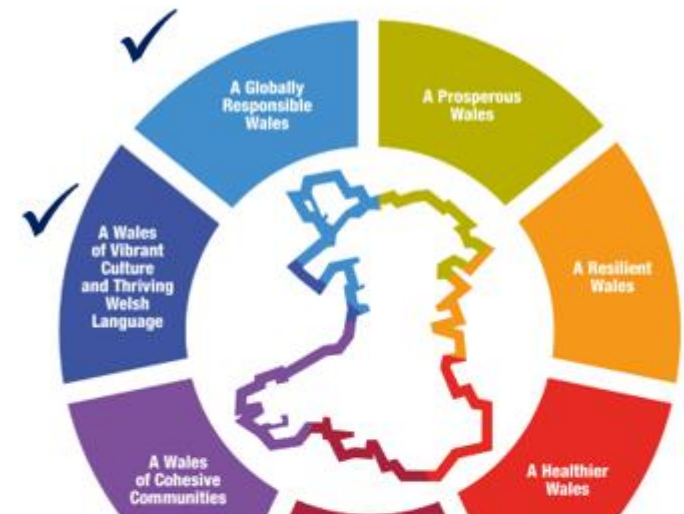 A Globally
Responsible
Wales
A Prosperous
Wales
A Wales
of Vibrant
Culture
and Thriving
Welsh
Language
A Resilient
Wales
A Wales
of Cohesive
Communities
A Healthier
Wales